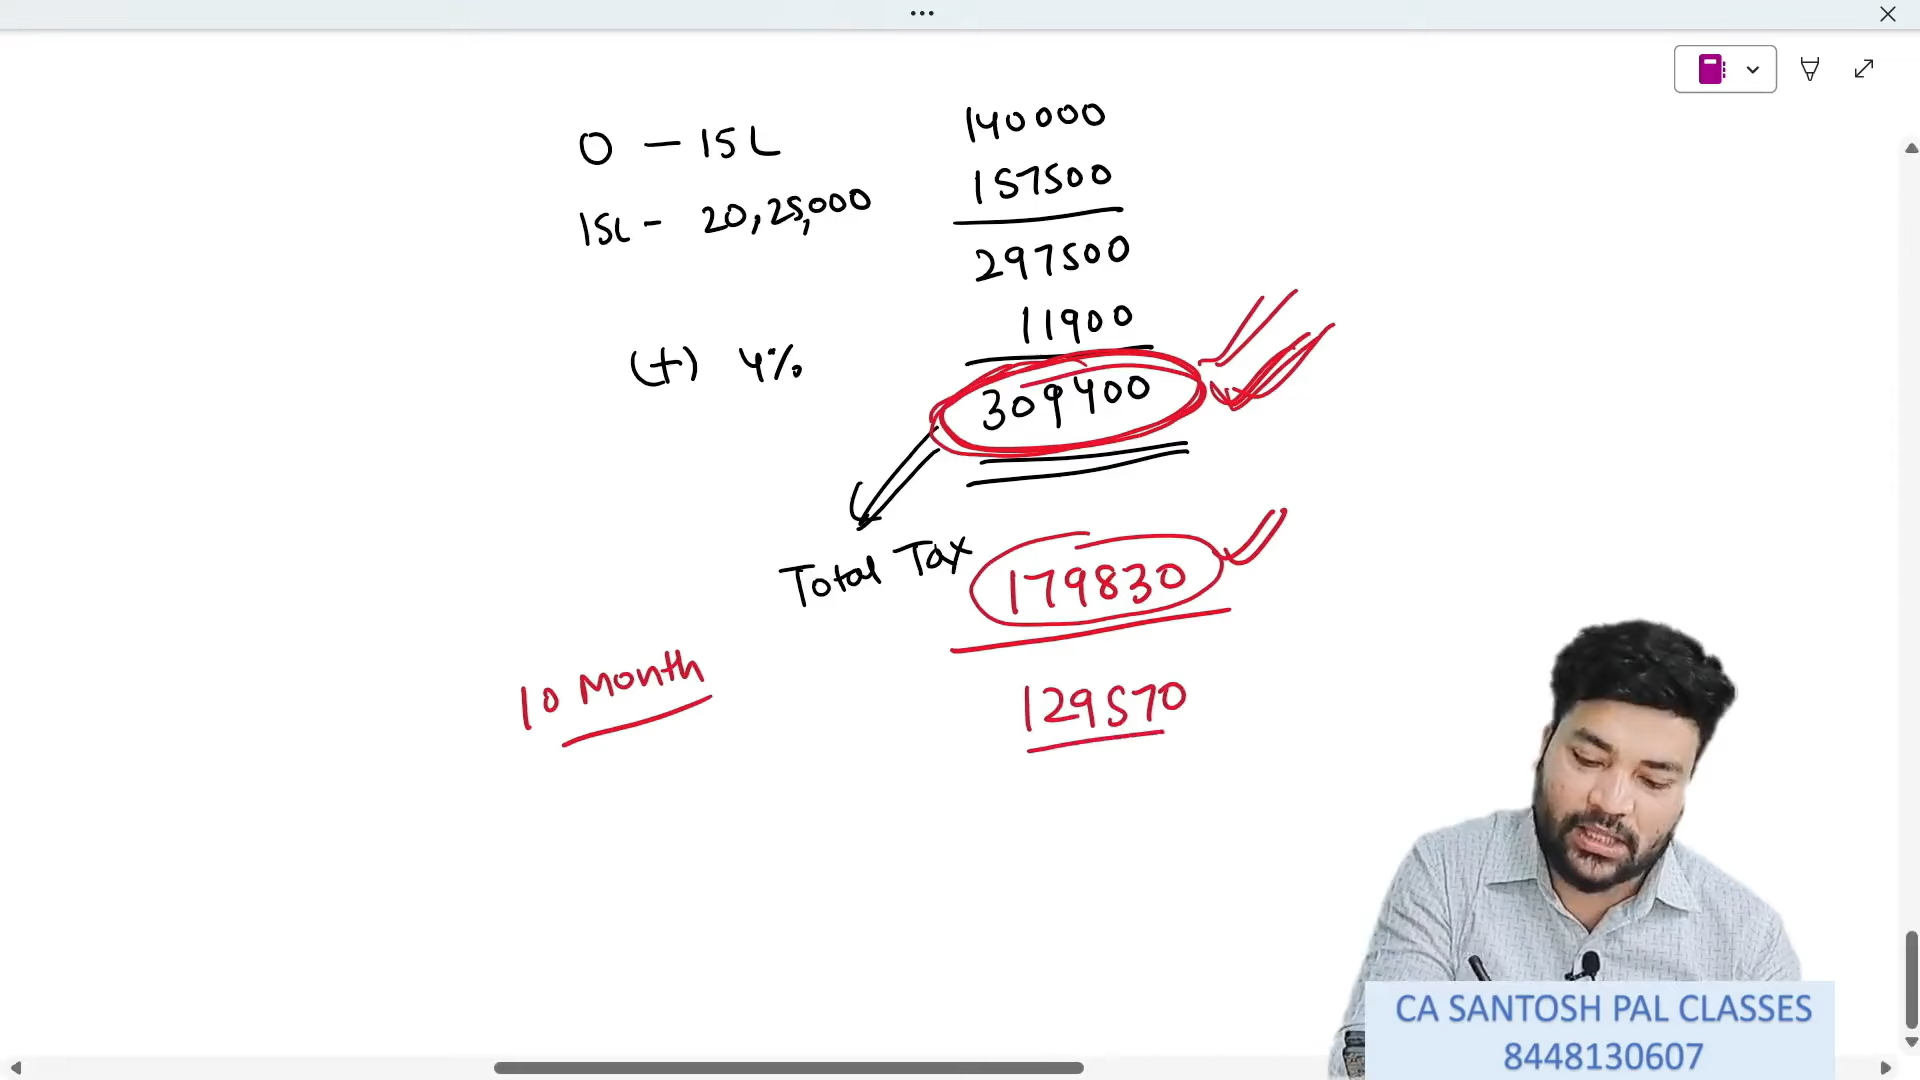 0 — 15L 140000
15L - 20,25,000 157500
297500
(+) 4% 11900
309400
Total Tax 179830
10 Month 129570
CA SANTOSH PAL CLASSES
8448130607